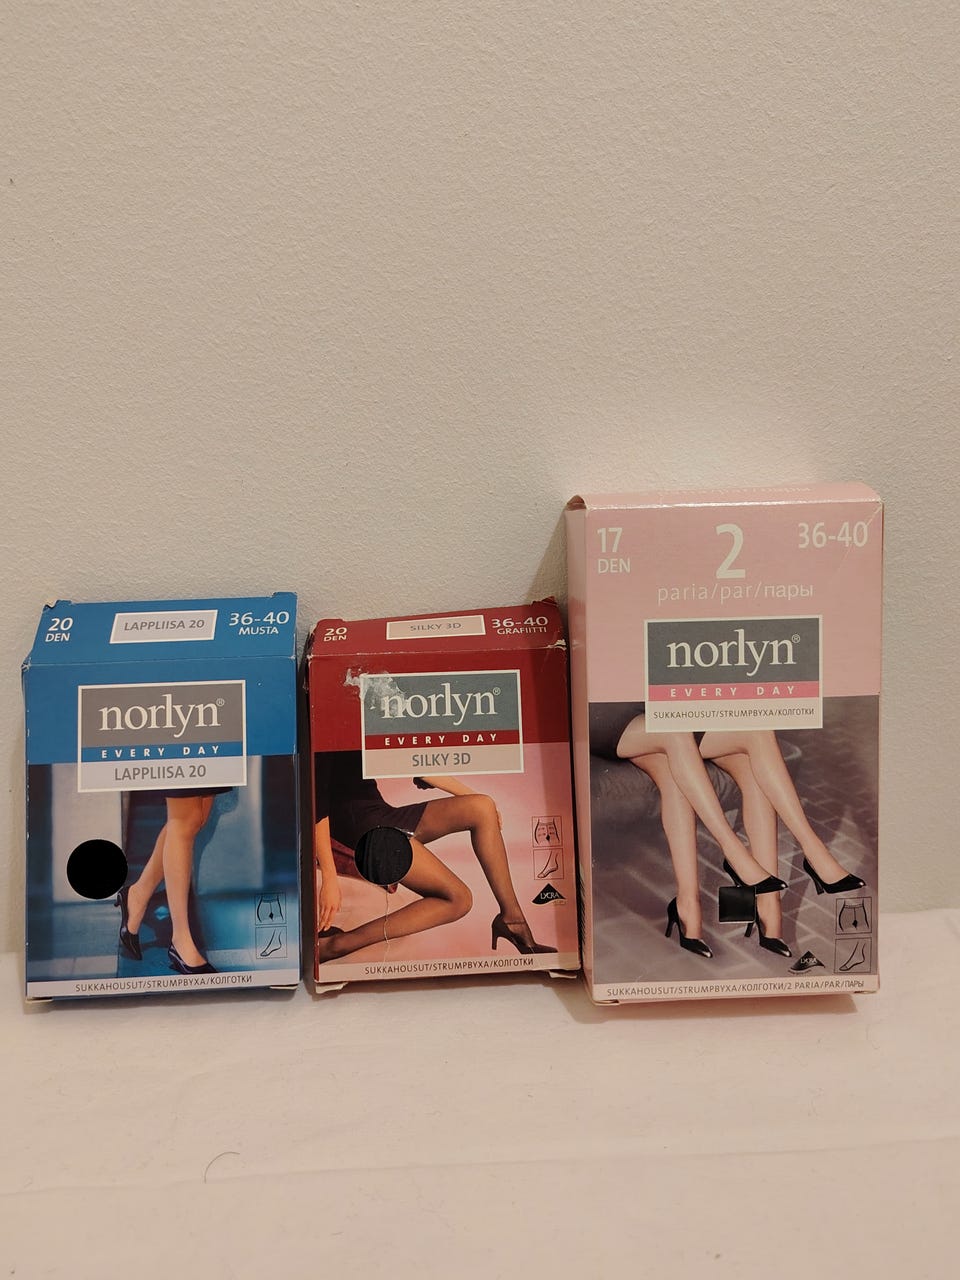 20
DEN
LAPPLIISA 20
36-40
MUSTA
norlyn®
EVERY DAY
LAPPLIISA 20
SUKKAHOUSUT/STRUMPBYXA/КОЛГОТКИ
20
DEN
SILKY 3D
36-40
GRAFIITTI
norlyn®
EVERY DAY
SILKY 3D
LYCRA
SUKKAHOUSUT/STRUMPBYXA/КОЛГОТКИ
17
DEN
2
paria/par/пары
36-40
norlyn®
EVERY DAY
SUKKAHOUSUT/STRUMPBYXA/КОЛГОТКИ
LYCRA
SUKKAHOUSUT/STRUMPBYXA/КОЛГОТКИ/2 PARIA/PAR/ПАРЫ